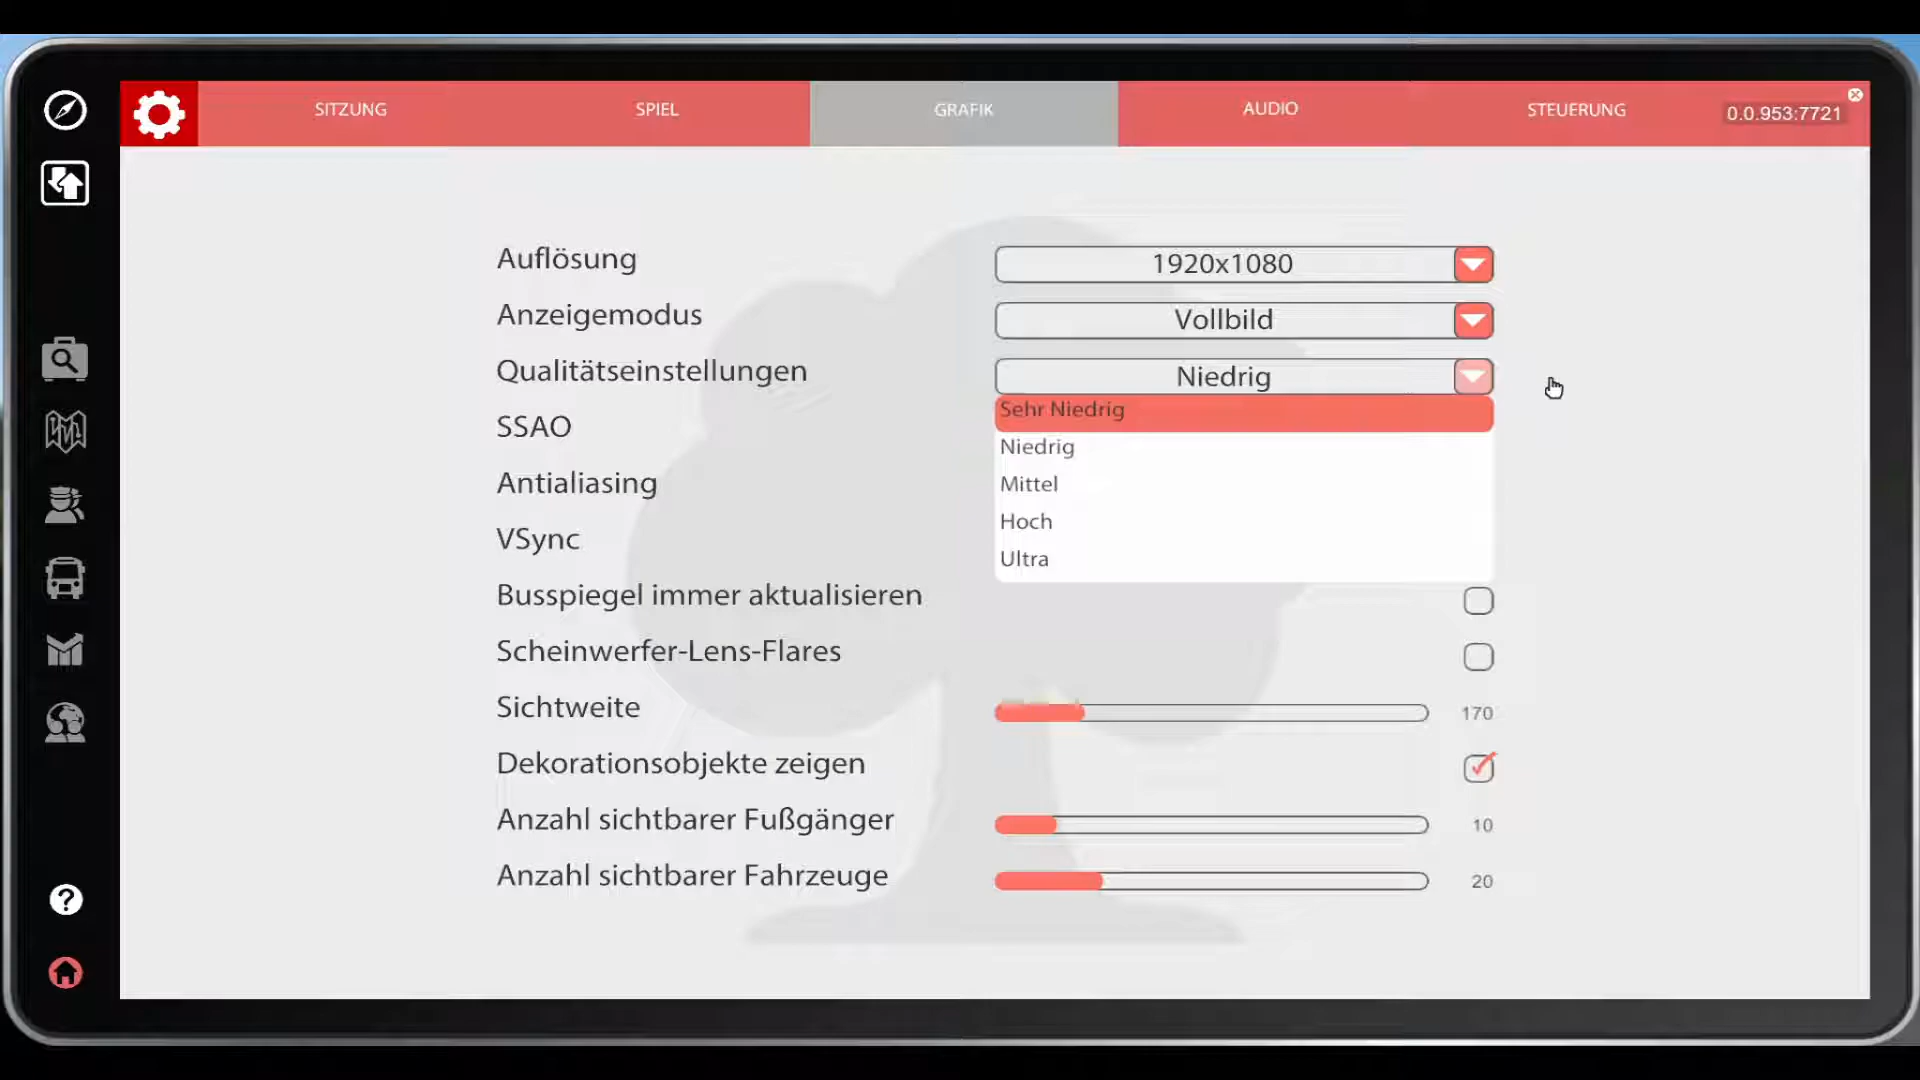 SITZUNG
SPIEL
GRAFIK
AUDIO
STEUERUNG
0.0.953:7721
Auflösung
1920x1080
Anzeigemodus
Vollbild
Qualitätseinstellungen
Niedrig
Sehr Niedrig
SSAO
Niedrig
Antialiasing
Mittel
Hoch
VSync
Ultra
Busspiegel immer aktualisieren
Scheinwerfer-Lens-Flares
Sichtweite
170
Dekorationsobjekte zeigen
Anzahl sichtbarer Fußgänger
10
Anzahl sichtbarer Fahrzeuge
20
?